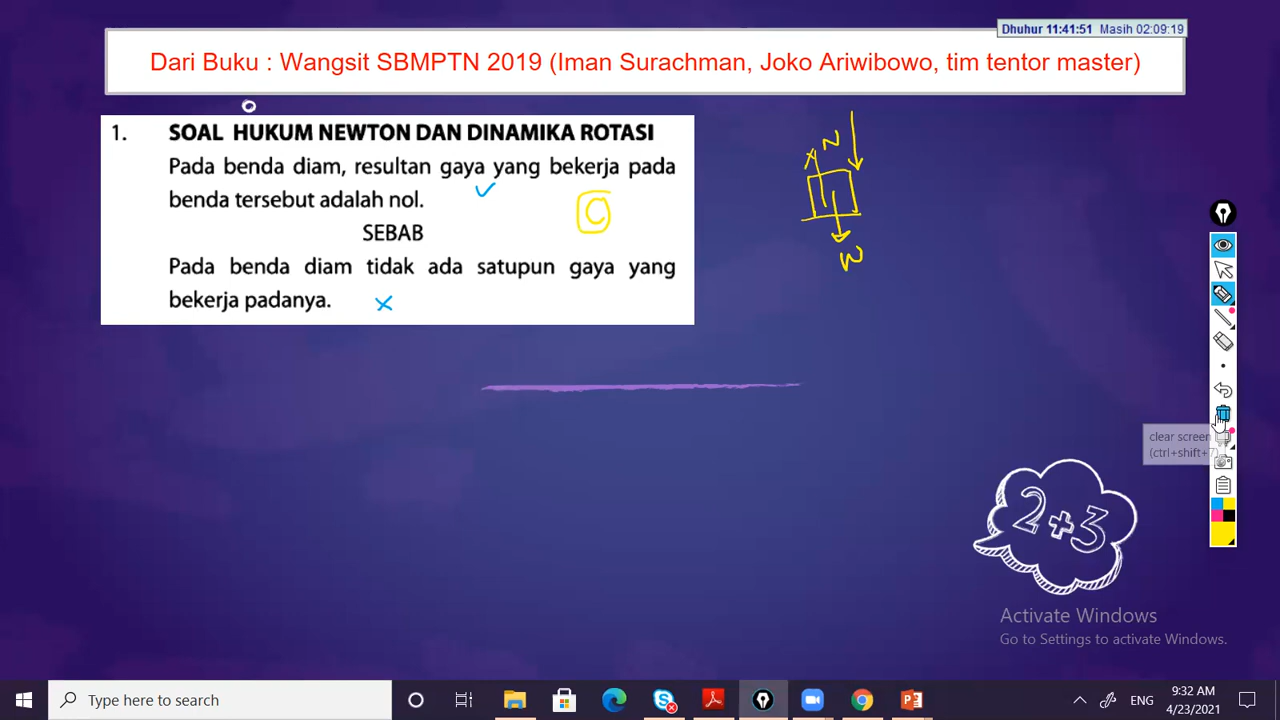 Dhuhur 11:41:51 Masih 02:09:19
Dari Buku : Wangsit SBMPTN 2019 (Iman Surachman, Joko Ariwibowo, tim tentor master)
1. SOAL HUKUM NEWTON DAN DINAMIKA ROTASI
Pada benda diam, resultan gaya yang bekerja pada
benda tersebut adalah nol.
C
SEBAB
Pada benda diam tidak ada satupun gaya yang
bekerja padanya.
N
W
clear screen
(ctrl+shift+7)
2+3
Activate Windows
Go to Settings to activate Windows.
Type here to search
ENG
9:32 AM
4/23/2021